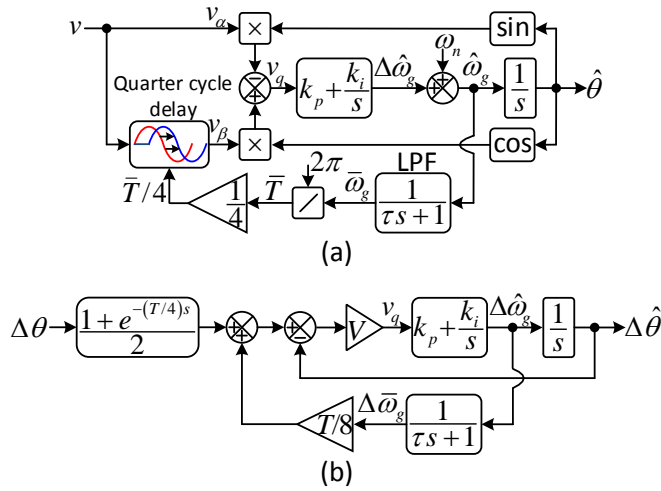 v
v_α
×
sin
v_q
k_p + k_i/s
Δω̂_g
ω_n
ω̂_g
1/s
θ̂
Quarter cycle
delay
v_β
×
cos
T̄/4
1/4
T̄
2π
/
ω̄_g
LPF
1/(τs+1)
(a)
Δθ
(1+e^{-(T/4)s})/2
V
v_q
k_p + k_i/s
Δω̂_g
1/s
Δθ̂
T/8
Δω̄_g
1/(τs+1)
(b)